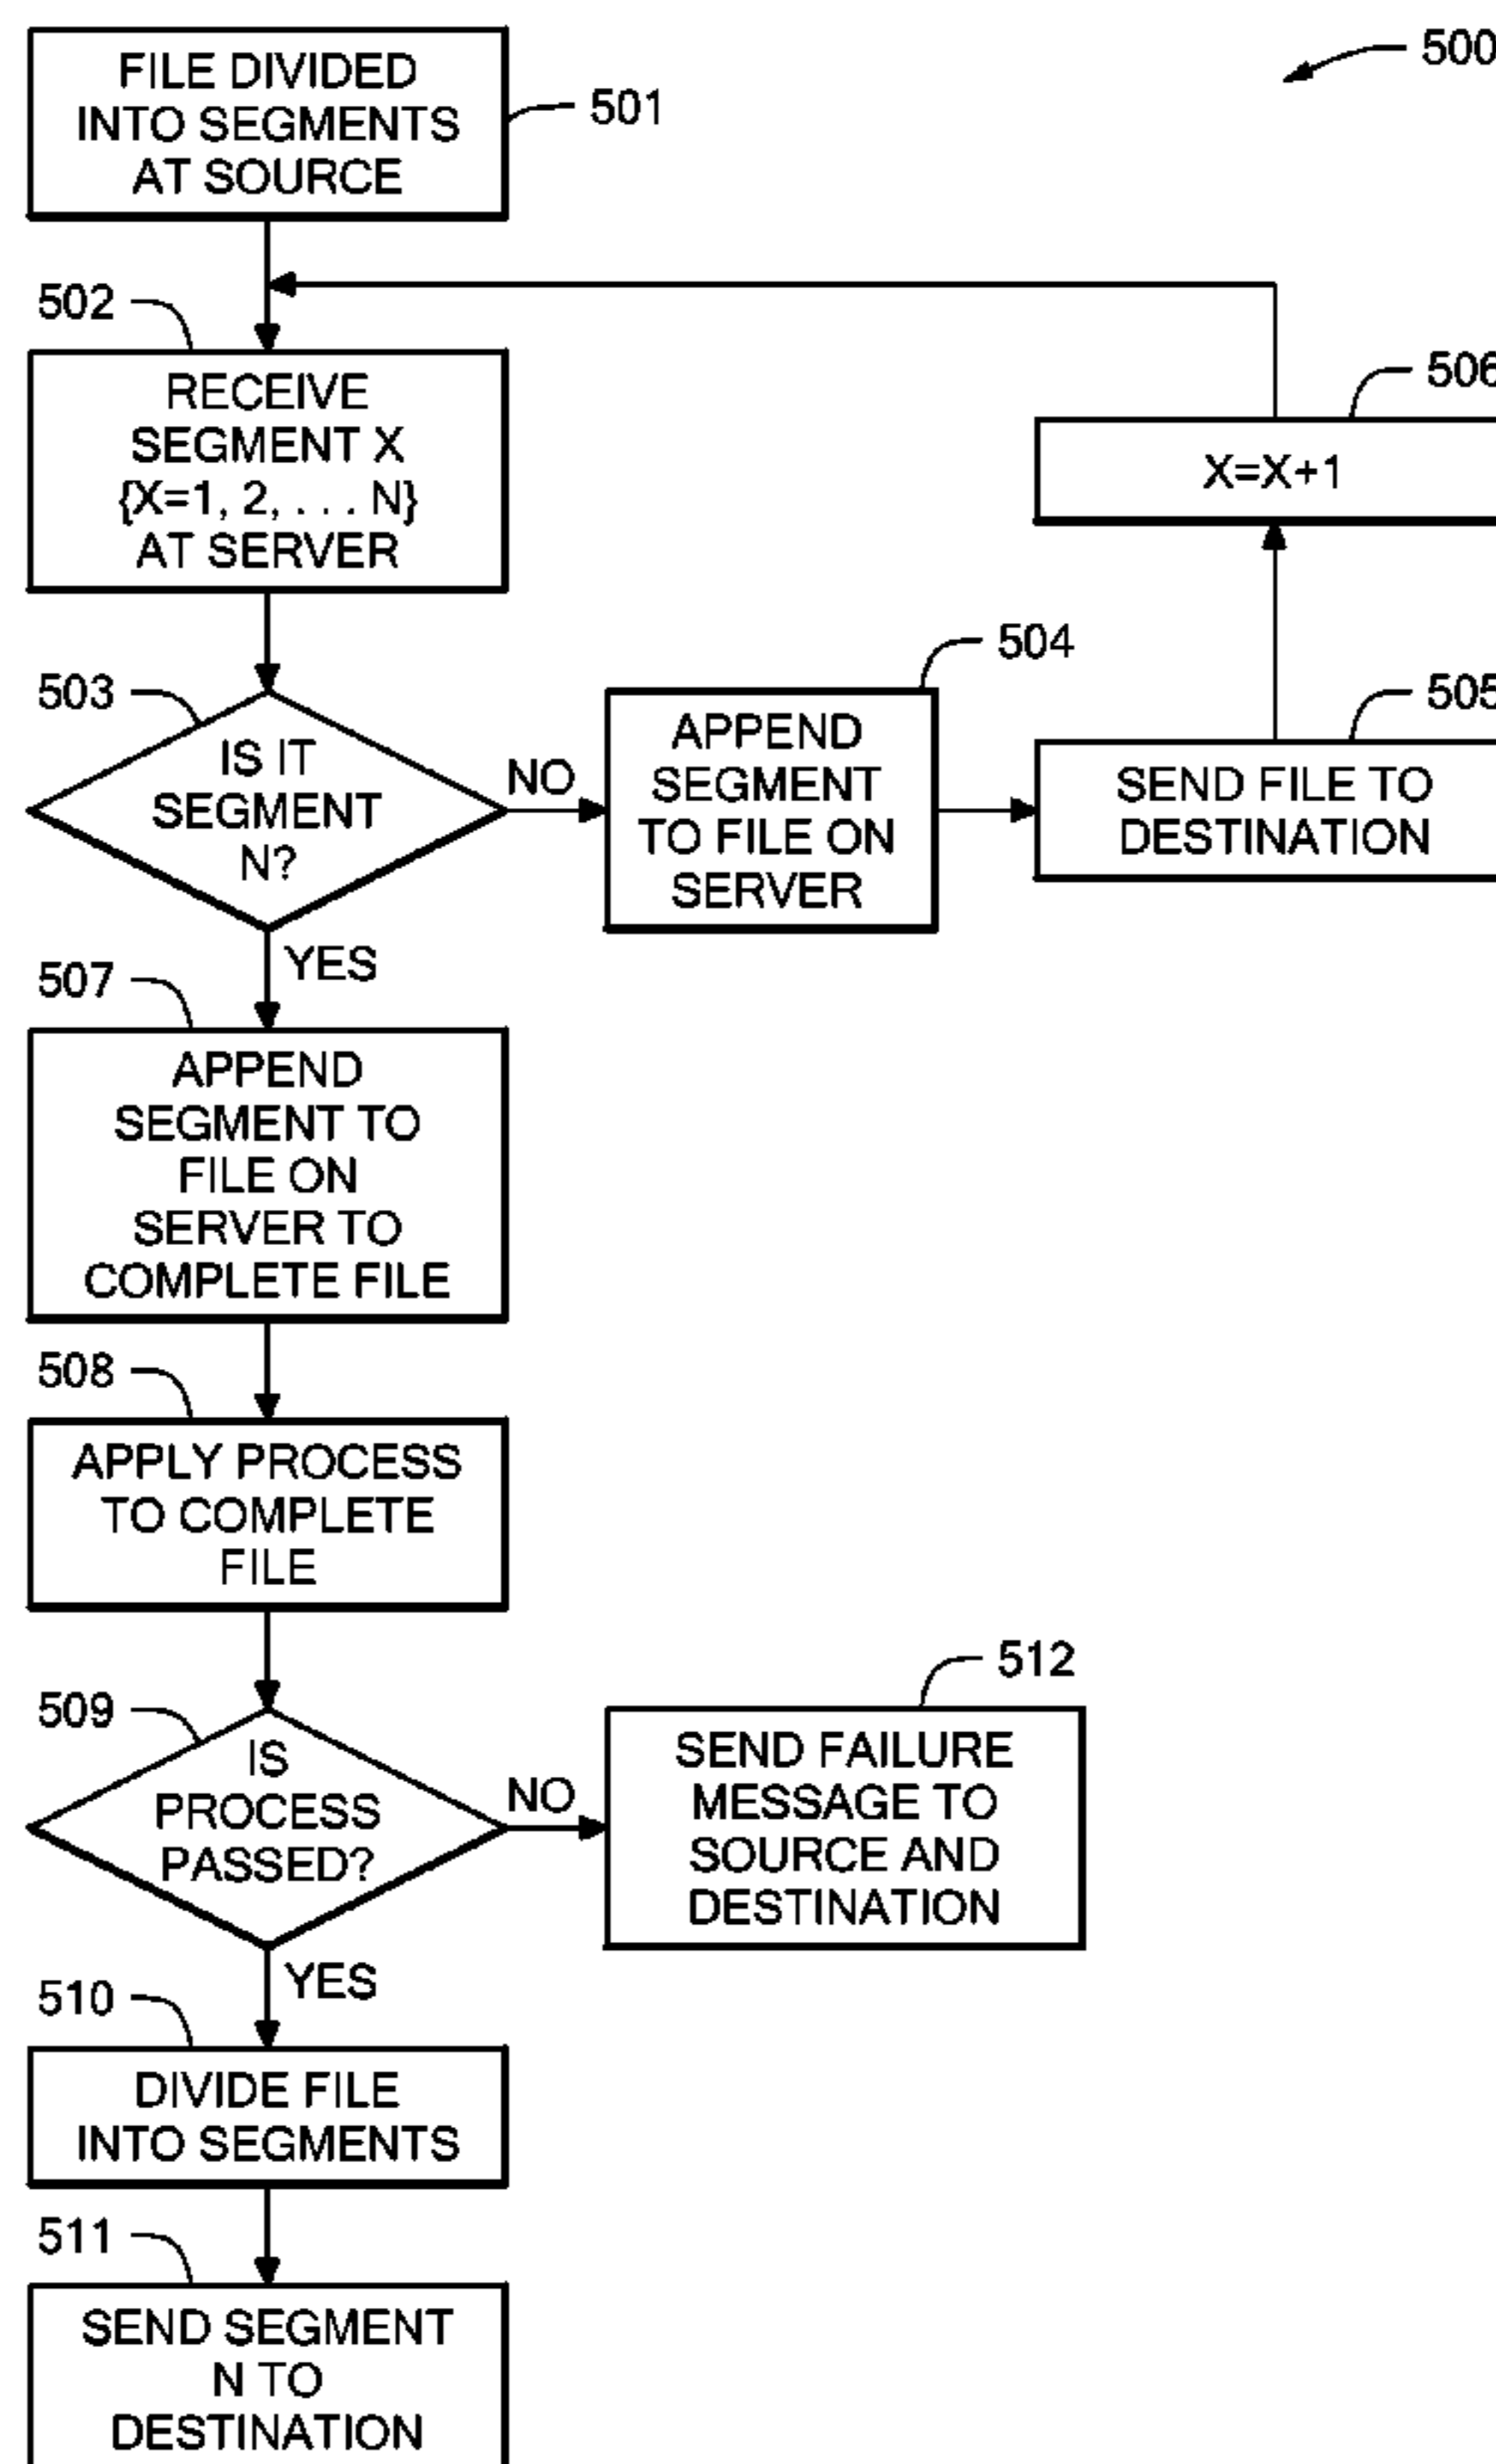 500
FILE DIVIDED
INTO SEGMENTS
AT SOURCE
501
502
RECEIVE
SEGMENT X
{X=1, 2, . . . N}
AT SERVER
506
X=X+1
503
IS IT
SEGMENT
N?
NO
504
APPEND
SEGMENT
TO FILE ON
SERVER
505
SEND FILE TO
DESTINATION
YES
507
APPEND
SEGMENT TO
FILE ON
SERVER TO
COMPLETE FILE
508
APPLY PROCESS
TO COMPLETE
FILE
509
IS
PROCESS
PASSED?
NO
512
SEND FAILURE
MESSAGE TO
SOURCE AND
DESTINATION
YES
510
DIVIDE FILE
INTO SEGMENTS
511
SEND SEGMENT
N TO
DESTINATION